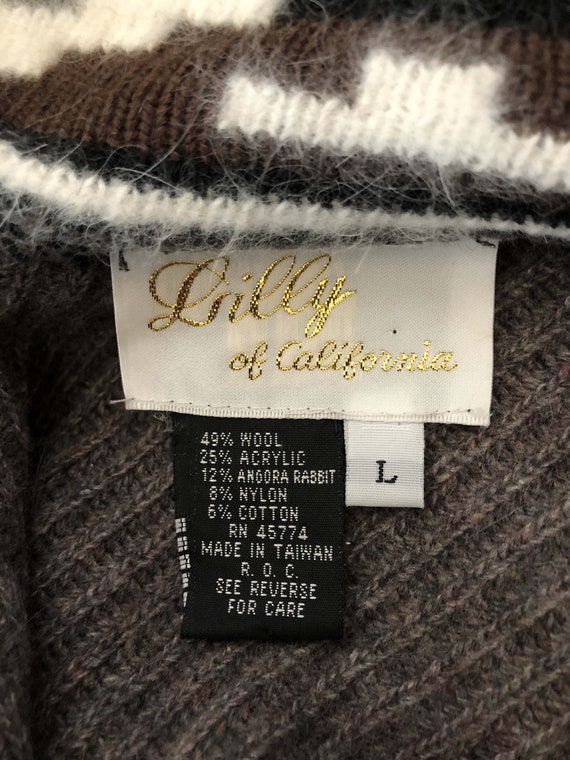 Lilly
of California
49% WOOL
25% ACRYLIC
12% ANGORA RABBIT
8% NYLON
6% COTTON
RN 45774
MADE IN TAIWAN
R. O. C.
SEE REVERSE
FOR CARE
L